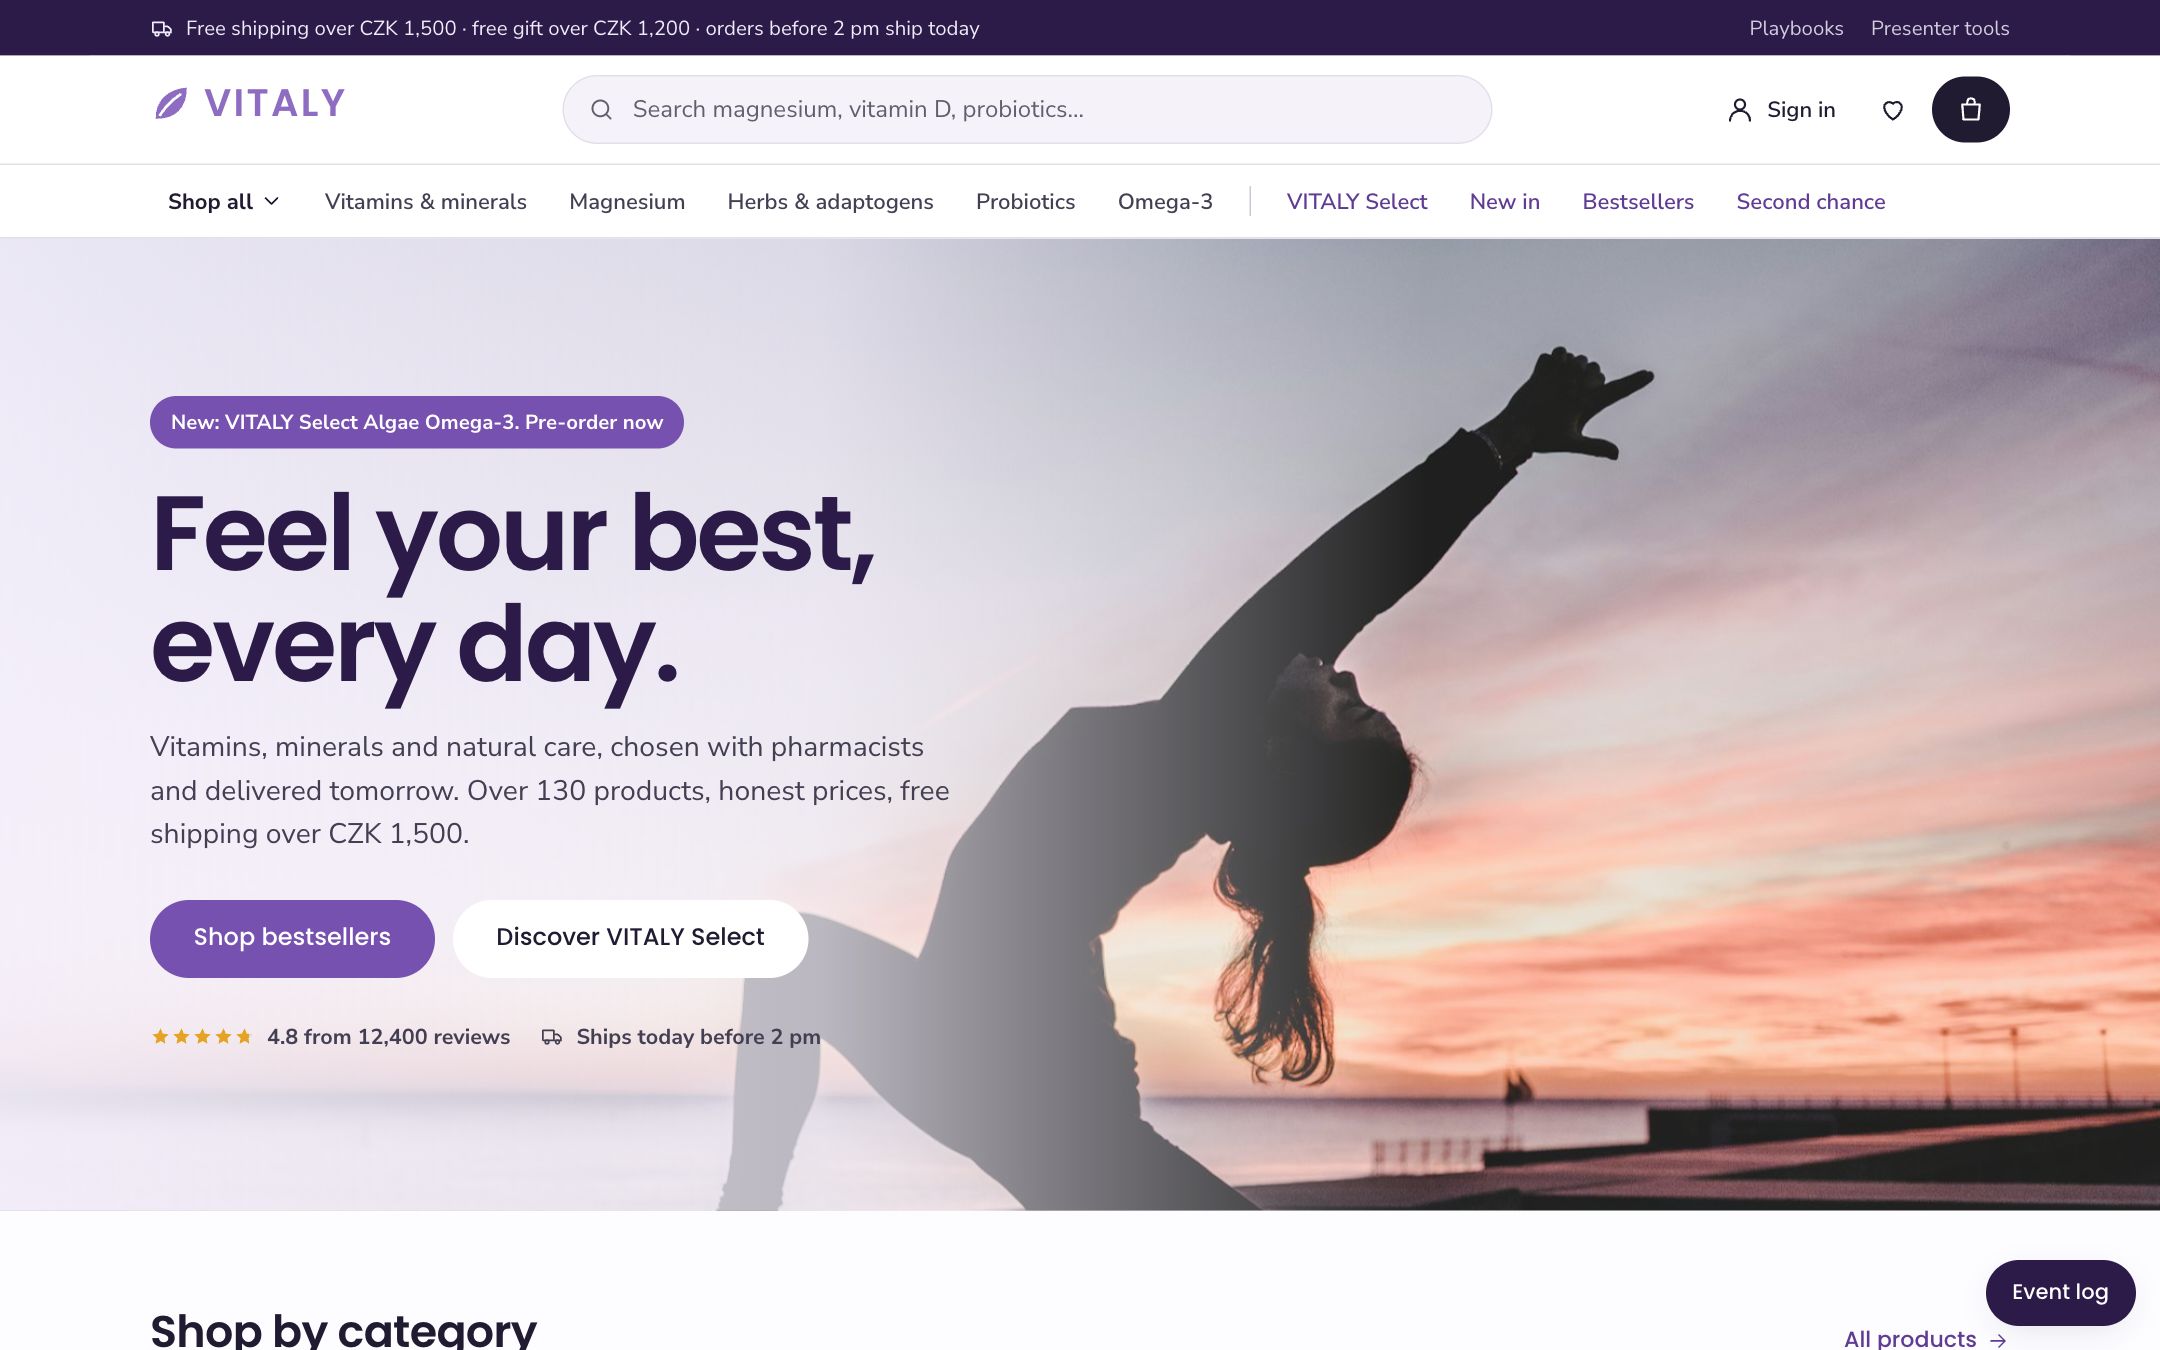 Free shipping over CZK 1,500 · free gift over CZK 1,200 · orders before 2 pm ship today
Playbooks
Presenter tools
VITALY
Search magnesium, vitamin D, probiotics...
Sign in
Shop all
Vitamins & minerals
Magnesium
Herbs & adaptogens
Probiotics
Omega-3
VITALY Select
New in
Bestsellers
Second chance
New: VITALY Select Algae Omega-3. Pre-order now
Feel your best,
every day.
Vitamins, minerals and natural care, chosen with pharmacists
and delivered tomorrow. Over 130 products, honest prices, free
shipping over CZK 1,500.
Shop bestsellers
Discover VITALY Select
4.8 from 12,400 reviews
Ships today before 2 pm
Event log
Shop by category
All products